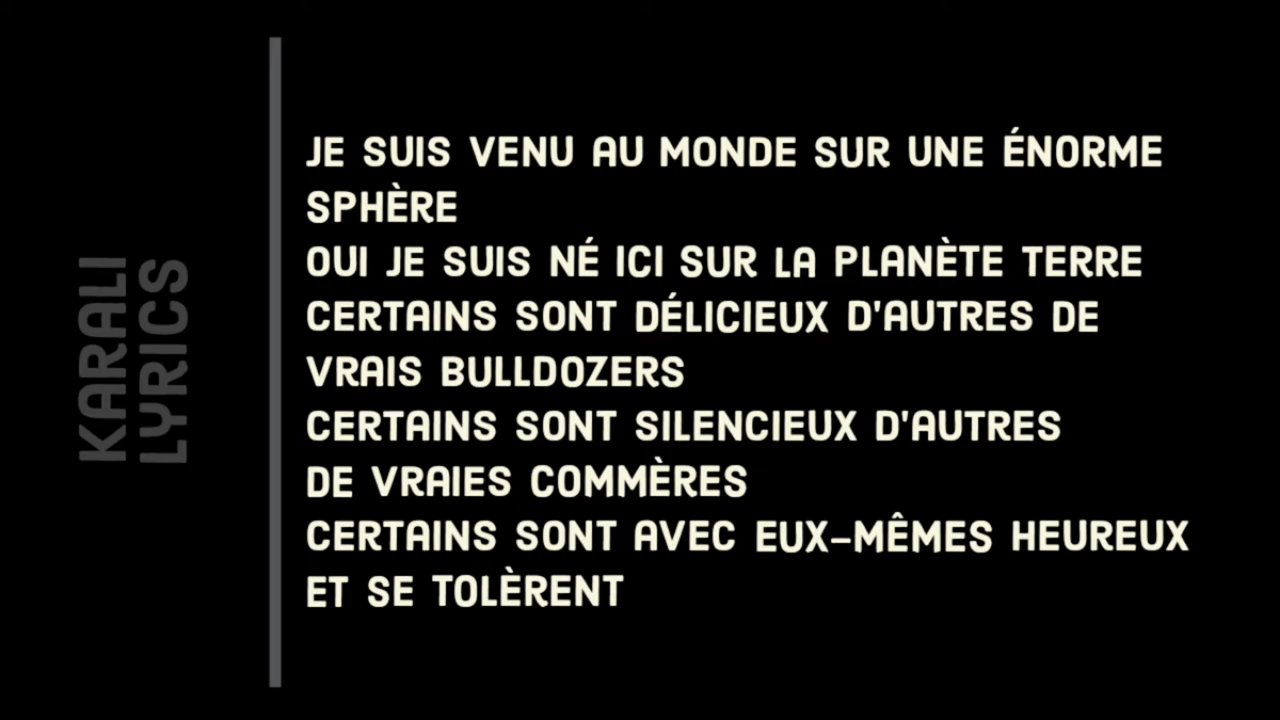 KARALI
LYRICS
JE SUIS VENU AU MONDE SUR UNE ÉNORME
SPHÈRE
OUI JE SUIS NÉ ICI SUR LA PLANÈTE TERRE
CERTAINS SONT DÉLICIEUX D'AUTRES DE
VRAIS BULLDOZERS
CERTAINS SONT SILENCIEUX D'AUTRES
DE VRAIES COMMÈRES
CERTAINS SONT AVEC EUX-MÊMES HEUREUX
ET SE TOLÈRENT